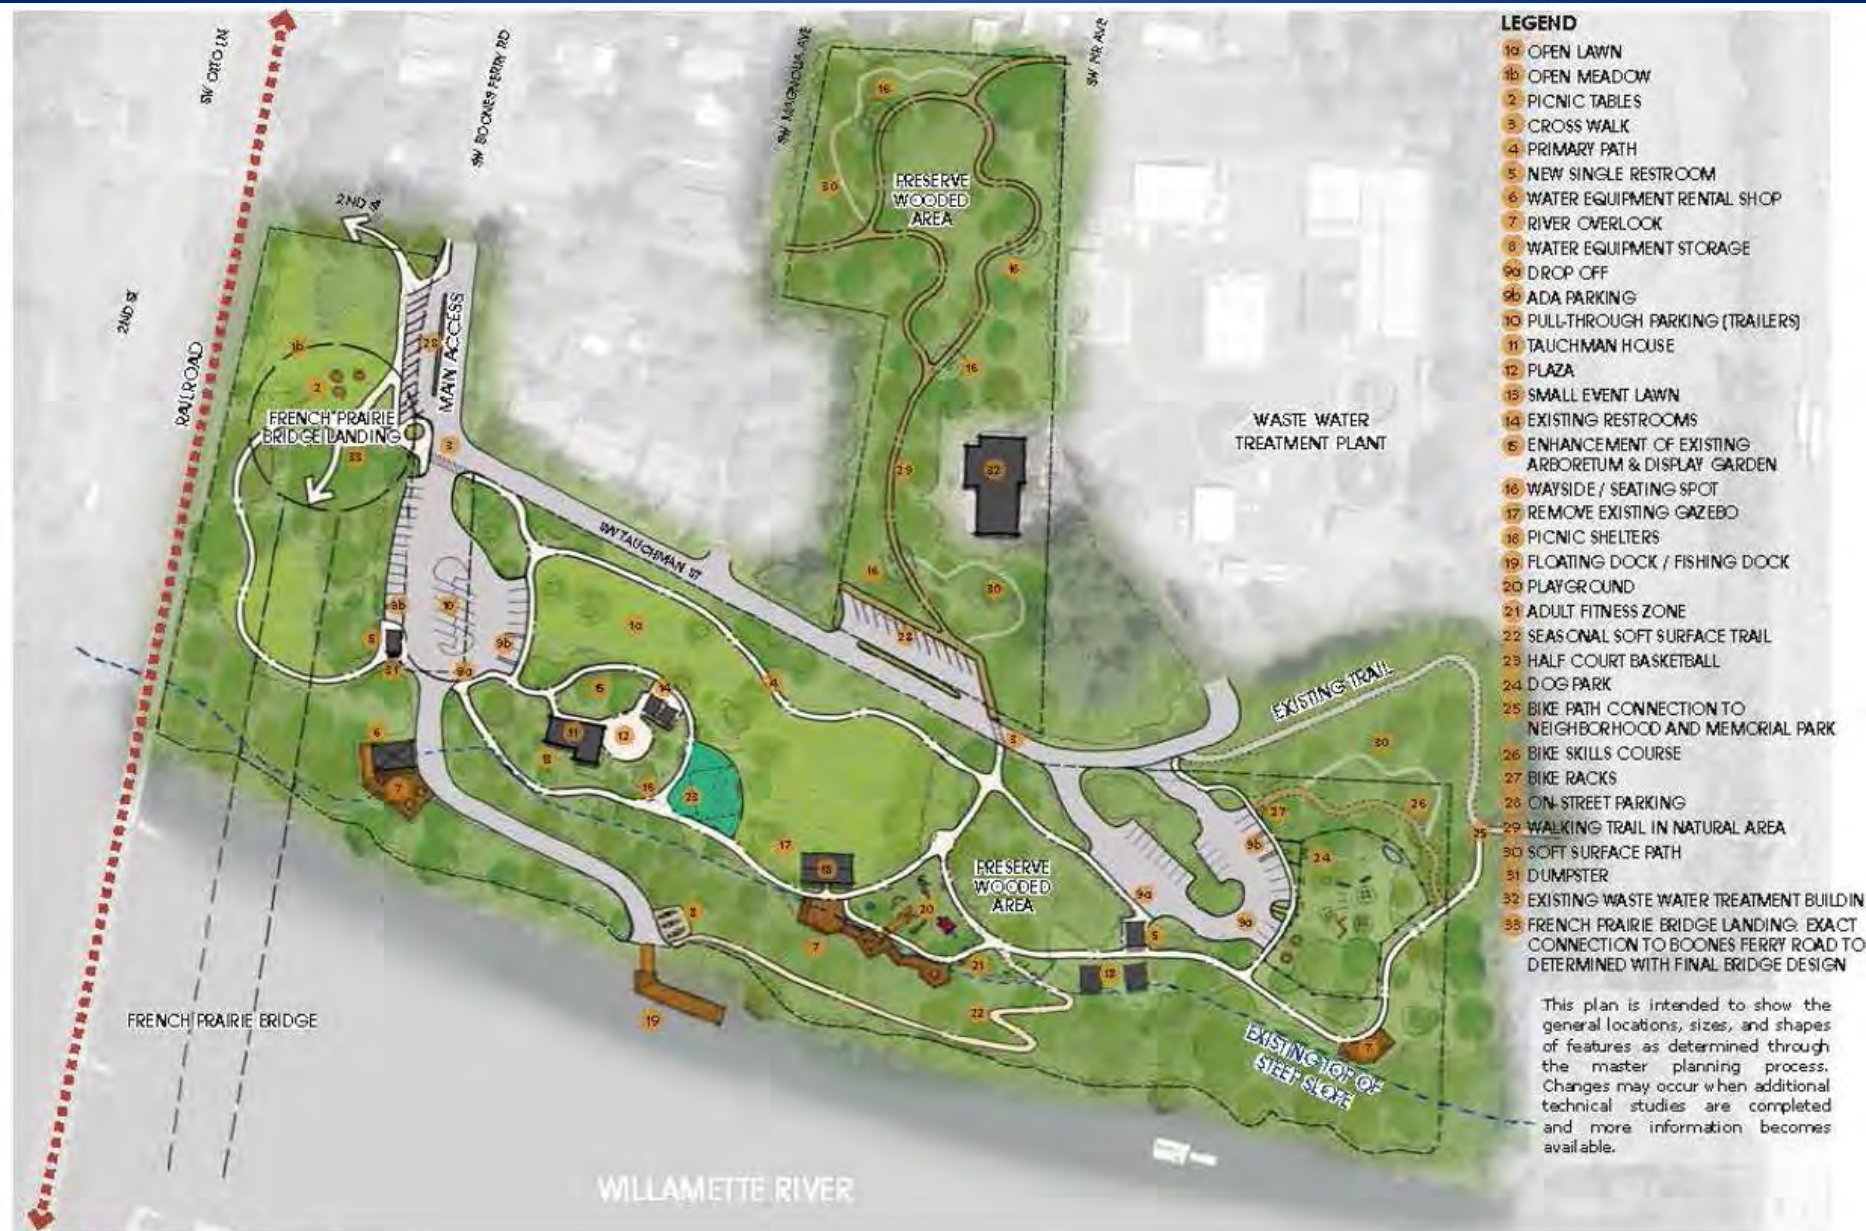 SW OTTO LN
SW BOONES FERRY RD
SW MAGNOLIA AVE
2ND St
2ND St
RAILROAD
MAIN ACCESS
FRENCH PRAIRIE
BRIDGE LANDING
SW TAUCHMAN ST
PRESERVE
WOODED
AREA
WASTE WATER
TREATMENT PLANT
EXISTING TRAIL
PRESERVE
WOODED
AREA
EXISTING TOP OF
STEEP SLOPE
FRENCH PRAIRIE BRIDGE
WILLAMETTE RIVER
LEGEND
1a OPEN LAWN
1b OPEN MEADOW
2 PICNIC TABLES
3 CROSS WALK
4 PRIMARY PATH
5 NEW SINGLE RESTROOM
6 WATER EQUIPMENT RENTAL SHOP
7 RIVER OVERLOOK
8 WATER EQUIPMENT STORAGE
9a DROP OFF
9b ADA PARKING
10 PULL-THROUGH PARKING (TRAILERS)
11 TAUCHMAN HOUSE
12 PLAZA
13 SMALL EVENT LAWN
14 EXISTING RESTROOMS
15 ENHANCEMENT OF EXISTING
ARBORETUM & DISPLAY GARDEN
16 WAYSIDE / SEATING SPOT
17 REMOVE EXISTING GAZEBO
18 PICNIC SHELTERS
19 FLOATING DOCK / FISHING DOCK
20 PLAYGROUND
21 ADULT FITNESS ZONE
22 SEASONAL SOFT SURFACE TRAIL
23 HALF COURT BASKETBALL
24 DOG PARK
25 BIKE PATH CONNECTION TO
NEIGHBORHOOD AND MEMORIAL PARK
26 BIKE SKILLS COURSE
27 BIKE RACKS
28 ON-STREET PARKING
29 WALKING TRAIL IN NATURAL AREA
30 SOFT SURFACE PATH
31 DUMPSTER
32 EXISTING WASTE WATER TREATMENT BUILDIN
33 FRENCH PRAIRIE BRIDGE LANDING: EXACT
CONNECTION TO BOONES FERRY ROAD TO
DETERMINED WITH FINAL BRIDGE DESIGN
This plan is intended to show the
general locations, sizes, and shapes
of features as determined through
the master planning process.
Changes may occur when additional
technical studies are completed
and more information becomes
available.